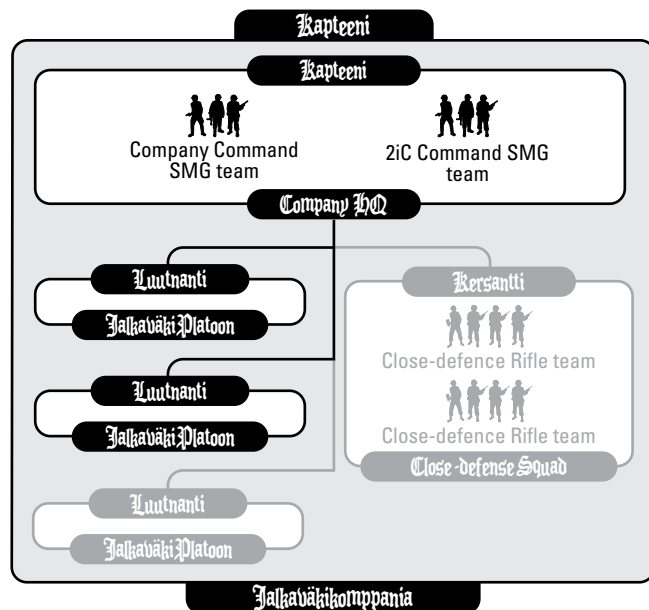 Kapteeni
Kapteeni
Company Command
SMG team
2iC Command SMG
team
Company HQ
Luutnanti
Jalkaväki Platoon
Kersantti
Close-defence Rifle team
Close-defence Rifle team
Close-defense Squad
Luutnanti
Jalkaväki Platoon
Luutnanti
Jalkaväki Platoon
Jalkaväkikomppania